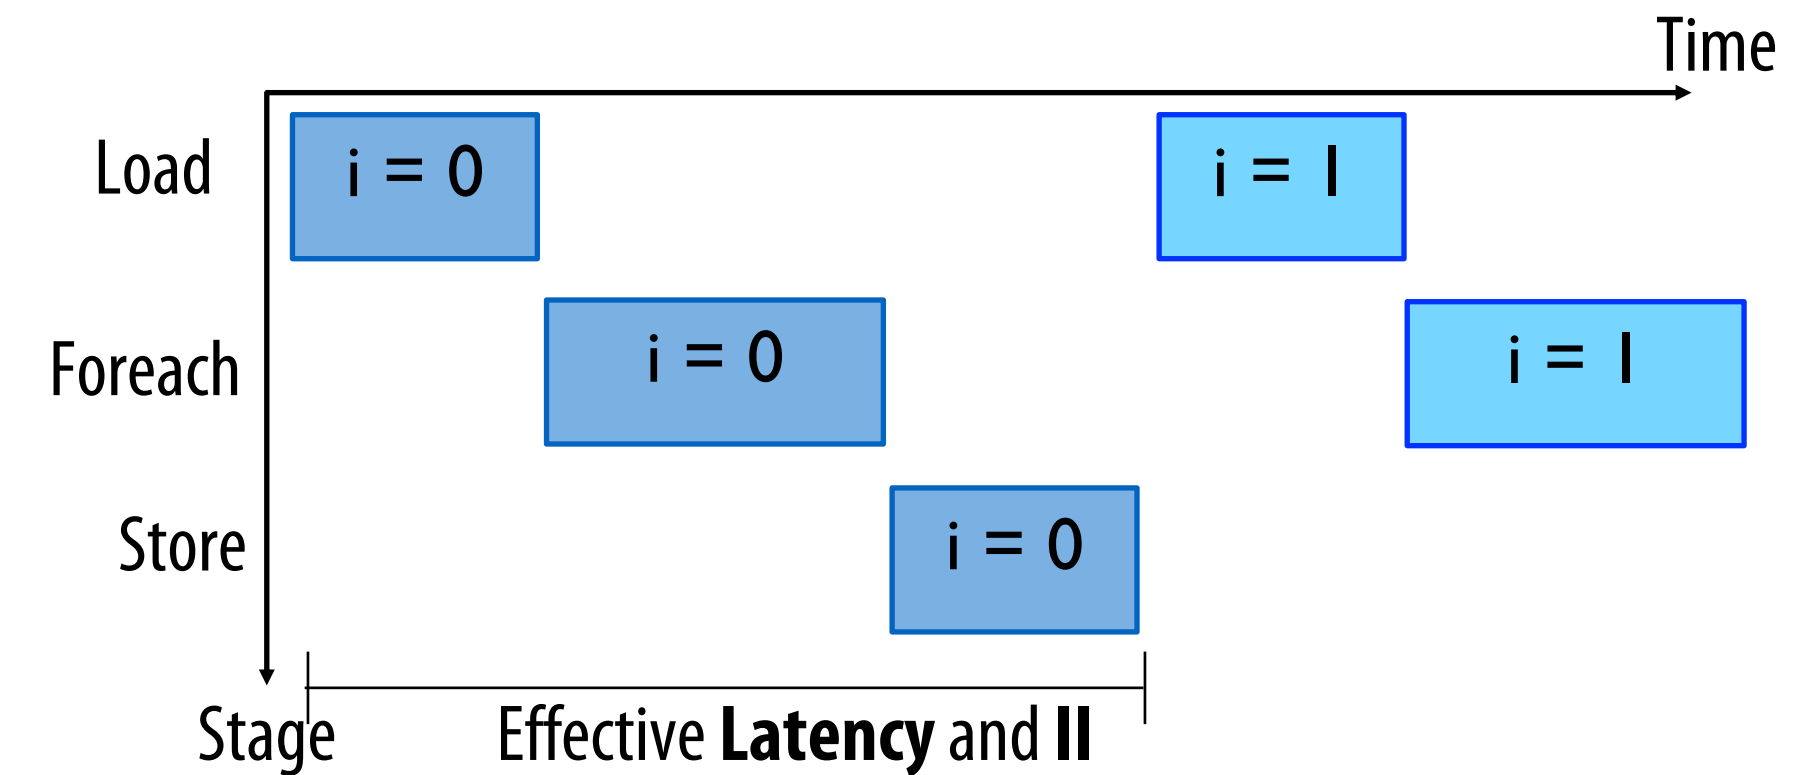 Time
Load
i = 0
i = 1
Foreach
i = 0
i = 1
Store
i = 0
Stage
Effective Latency and II